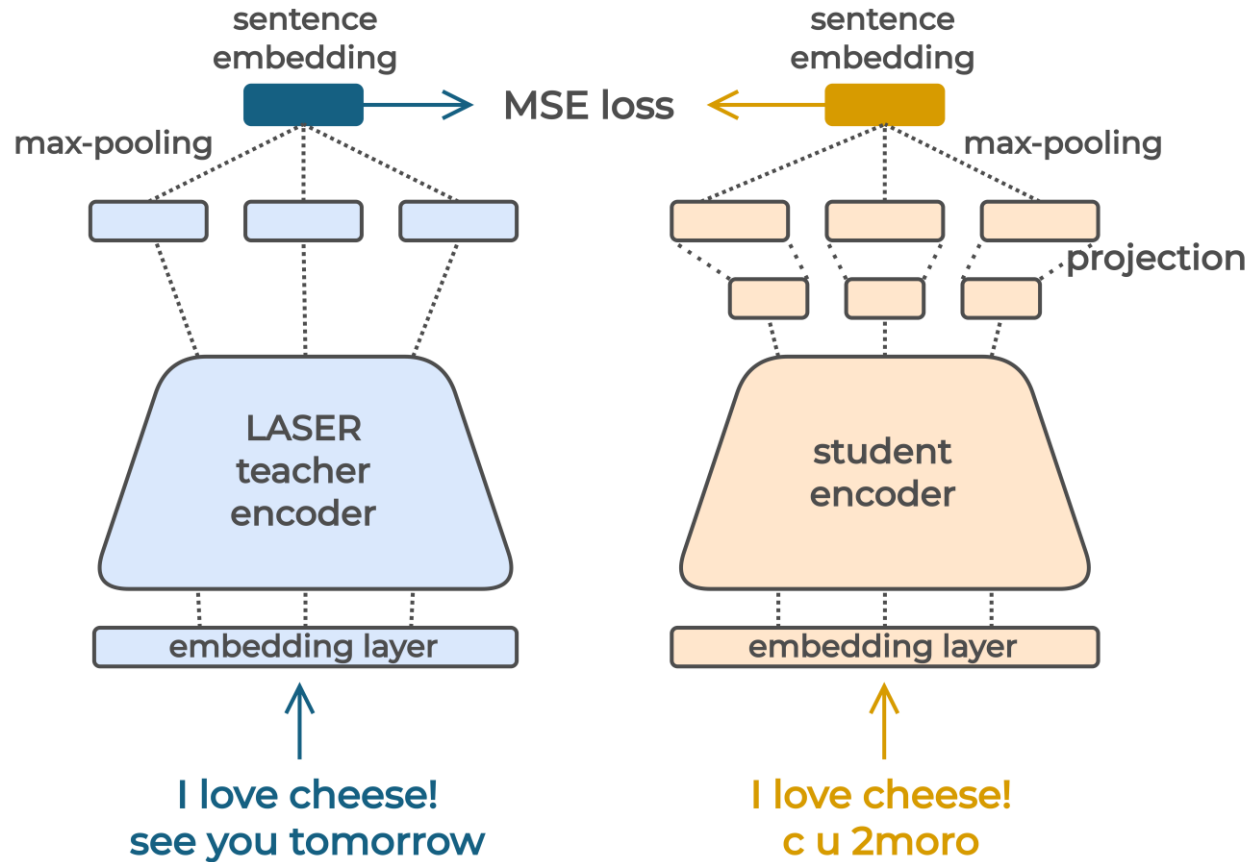 sentence
embedding
sentence
embedding
MSE loss
max-pooling
max-pooling
projection
LASER
teacher
encoder
student
encoder
embedding layer
embedding layer
I love cheese!
see you tomorrow
I love cheese!
c u 2moro